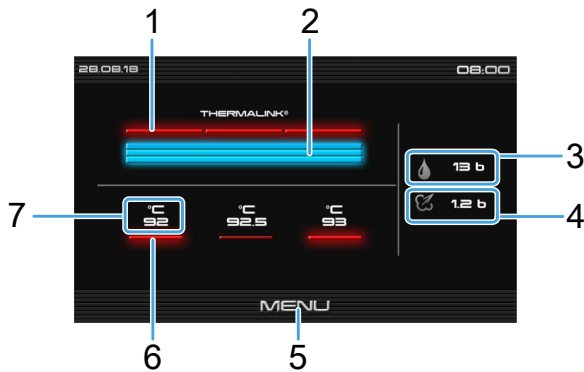 1 2
28.08.18 08:00
THERMALINK®
3
13 b
7 °C °C °C
92 92.5 93
1.2 b
4
MENU
6 5